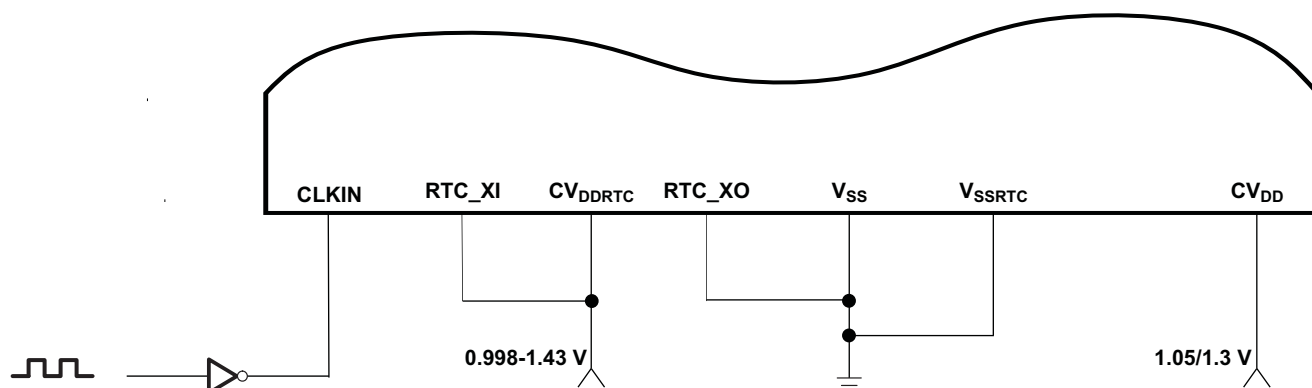 CLKIN RTC_XI CVDDRTC RTC_XO VSS VSSRTC CVDD
0.998-1.43 V 1.05/1.3 V